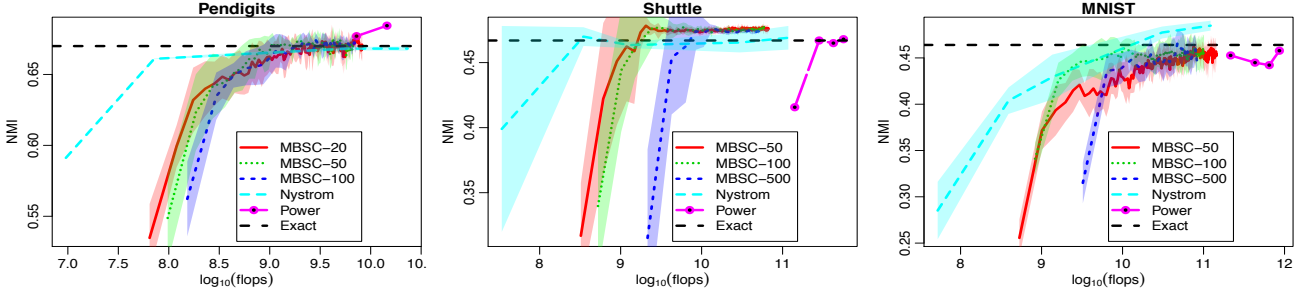 Pendigits
NMI
0.55
0.60
0.65
7.0
7.5
8.0
8.5
9.0
9.5
10.0
10.
log10(flops)
MBSC−20
MBSC−50
MBSC−100
Nystrom
Power
Exact
Shuttle
NMI
0.35
0.40
0.45
8
9
10
11
log10(flops)
MBSC−50
MBSC−100
MBSC−500
Nystrom
Power
Exact
MNIST
NMI
0.25
0.30
0.35
0.40
0.45
8
9
10
11
12
log10(flops)
MBSC−50
MBSC−100
MBSC−500
Nystrom
Power
Exact